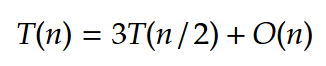 T(n) = 3T(n/2) + O(n)